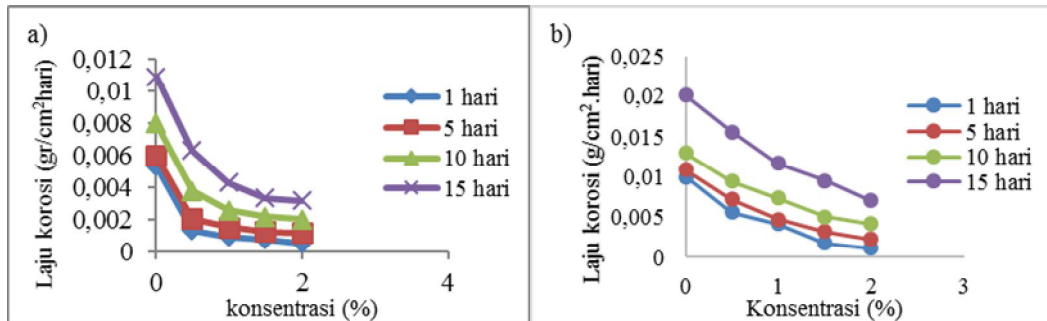 a)
Laju korosi (gr/cm²hari)
0,012
0,01
0,008
0,006
0,004
0,002
0
0 2 4
konsentrasi (%)
1 hari
5 hari
10 hari
15 hari
b)
Laju korosi (g/cm².hari)
0,025
0,02
0,015
0,01
0,005
0
0 1 2 3
Konsentrasi (%)
1 hari
5 hari
10 hari
15 hari